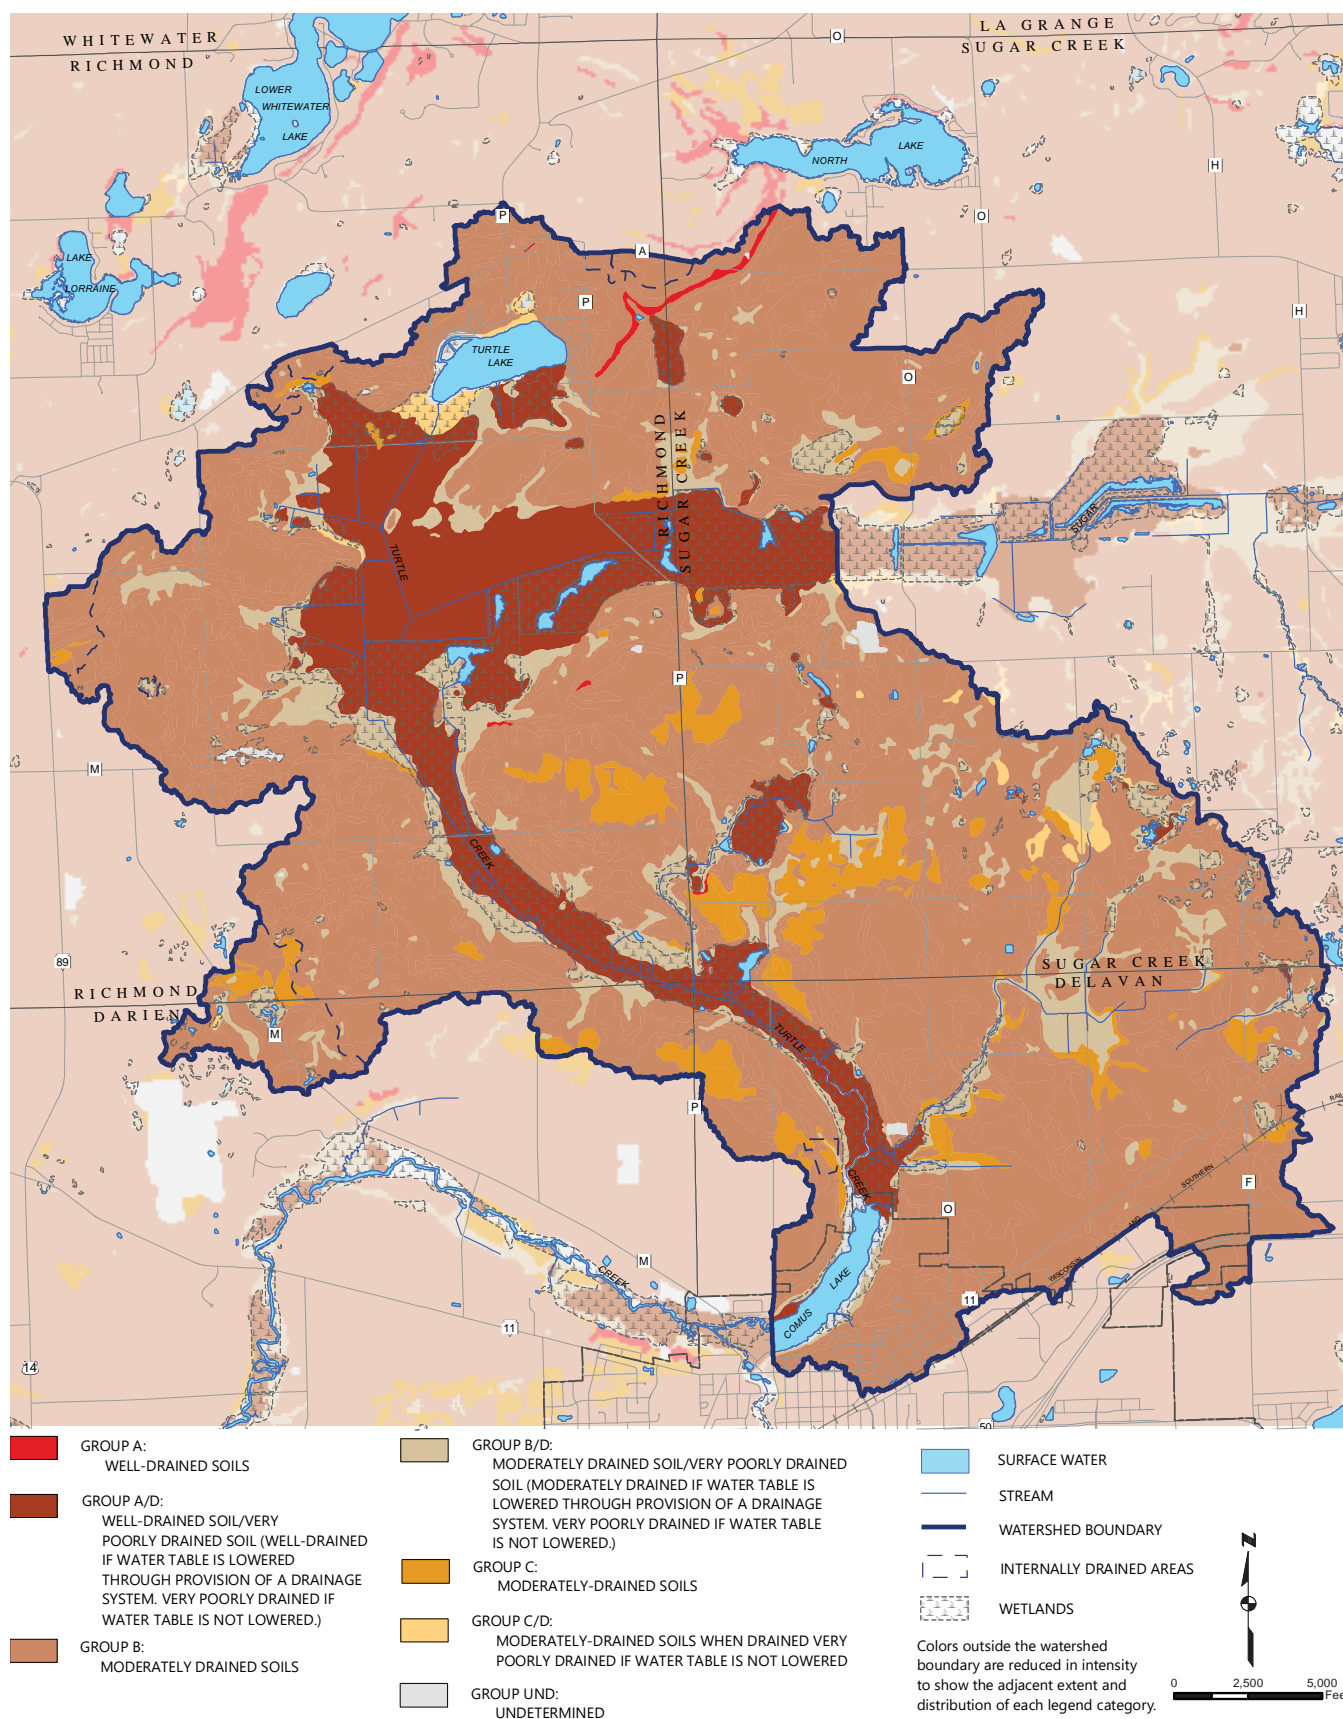 WHITEWATER
RICHMOND
LA GRANGE
SUGAR CREEK
O
LOWER
WHITEWATER
LAKE
NORTH
LAKE
H
P
O
A
LAKE
LORRAINE
P
H
TURTLE
LAKE
O
RICHMOND
SUGAR CREEK
SUGAR
TURTLE
P
M
CREEK
89
RICHMOND
DARIEN
M
SUGAR CREEK
DELAVAN
TURTLE
P
CREEK
O
F
SOUTHERN
AND
WISCONSIN
M
CREEK
LAKE
COMUS
11
11
14
50
GROUP A:
WELL-DRAINED SOILS
GROUP A/D:
WELL-DRAINED SOIL/VERY
POORLY DRAINED SOIL (WELL-DRAINED
IF WATER TABLE IS LOWERED
THROUGH PROVISION OF A DRAINAGE
SYSTEM. VERY POORLY DRAINED IF
WATER TABLE IS NOT LOWERED.)
GROUP B:
MODERATELY DRAINED SOILS
GROUP B/D:
MODERATELY DRAINED SOIL/VERY POORLY DRAINED
SOIL (MODERATELY DRAINED IF WATER TABLE IS
LOWERED THROUGH PROVISION OF A DRAINAGE
SYSTEM. VERY POORLY DRAINED IF WATER TABLE
IS NOT LOWERED.)
GROUP C:
MODERATELY-DRAINED SOILS
GROUP C/D:
MODERATELY-DRAINED SOILS WHEN DRAINED VERY
POORLY DRAINED IF WATER TABLE IS NOT LOWERED
GROUP UND:
UNDETERMINED
SURFACE WATER
STREAM
WATERSHED BOUNDARY
INTERNALLY DRAINED AREAS
WETLANDS
Colors outside the watershed
boundary are reduced in intensity
to show the adjacent extent and
distribution of each legend category.
N
0 2,500 5,000
Fee